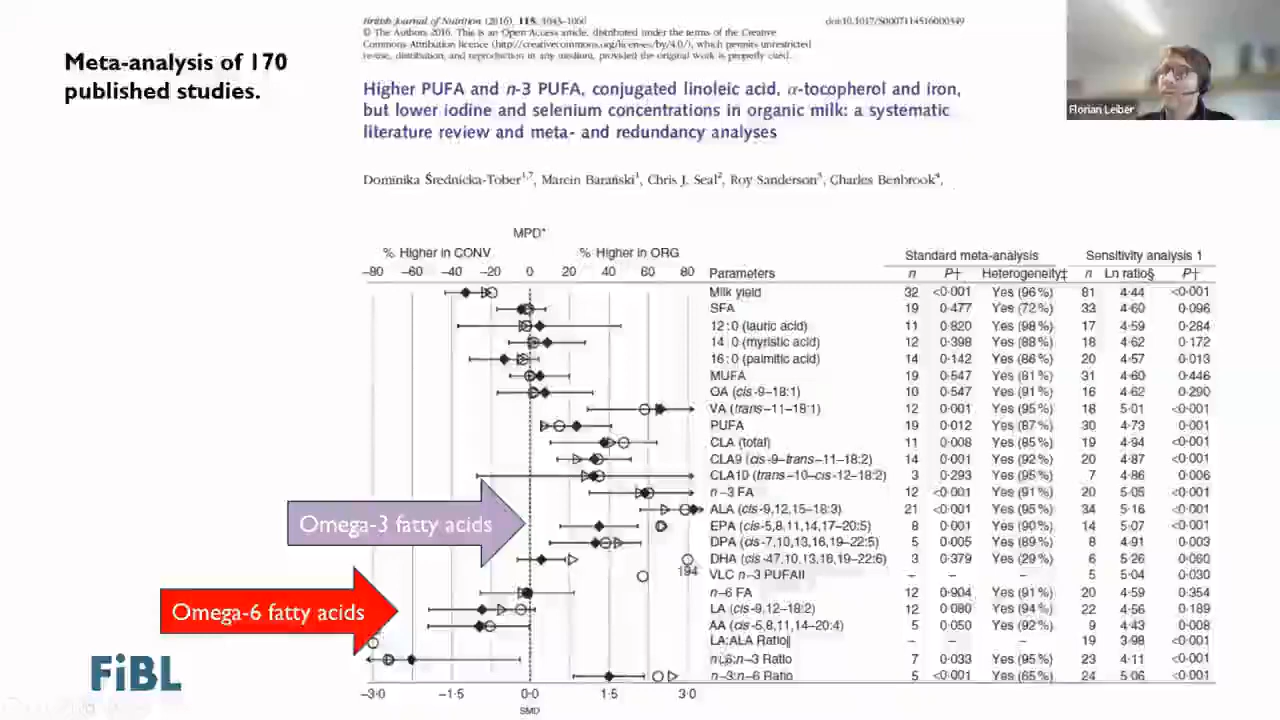 Meta-analysis of 170
published studies.
British Journal of Nutrition (2016), 115, 1043–1060
doi:10.1017/S0007114516000349
© The Authors 2016. This is an Open Access article, distributed under the terms of the Creative
Commons Attribution licence (http://creativecommons.org/licenses/by/4.0/), which permits unrestricted
re-use, distribution, and reproduction in any medium, provided the original work is properly cited.
Higher PUFA and n-3 PUFA, conjugated linoleic acid, α-tocopherol and iron,
but lower iodine and selenium concentrations in organic milk: a systematic
literature review and meta- and redundancy analyses
Dominika Średnicka-Tober1,7, Marcin Barański1, Chris J. Seal2, Roy Sanderson3, Charles Benbrook4,
Florian Leiber
MPD*
% Higher in CONV % Higher in ORG
Standard meta-analysis Sensitivity analysis 1
–80 –60 –40 –20 0 20 40 60 80 Parameters n P† Heterogeneity‡ n Ln ratio§ P†
Milk yield 32 <0·001 Yes (96 %) 81 4·44 <0·001
SFA 19 0·477 Yes (72 %) 33 4·60 0·096
12:0 (lauric acid) 11 0·820 Yes (98 %) 17 4·59 0·284
14:0 (myristic acid) 12 0·398 Yes (88 %) 18 4·62 0·172
16:0 (palmitic acid) 14 0·142 Yes (86 %) 20 4·57 0·013
MUFA 19 0·547 Yes (81 %) 31 4·60 0·446
OA (cis-9-18:1) 10 0·547 Yes (91 %) 16 4·62 0·290
VA (trans–11–18:1) 12 0·001 Yes (95 %) 18 5·01 <0·001
PUFA 19 0·012 Yes (87 %) 30 4·73 0·001
CLA (total) 11 0·008 Yes (85 %) 19 4·94 <0·001
CLA9 (cis-9–trans–11–18:2) 14 0·001 Yes (92 %) 20 4·87 <0·001
CLA10 (trans–10–cis-12–18:2) 3 0·293 Yes (95 %) 7 4·86 0·006
n–3 FA 12 <0·001 Yes (91 %) 20 5·05 <0·001
ALA (cis-9,12,15–18:3) 21 <0·001 Yes (95 %) 34 5·16 <0·001
Omega-3 fatty acids
EPA (cis-5,8,11,14,17–20:5) 8 0·001 Yes (90 %) 14 5·07 <0·001
DPA (cis-7,10,13,16,19–22:5) 5 0·005 Yes (89 %) 8 4·91 0·003
DHA (cis-47,10,13,16,19–22:6) 3 0·379 Yes (29 %) 6 5·26 0·060
194
VLC n–3 PUFAII – – – 5 5·04 0·030
n–6 FA 12 0·904 Yes (91 %) 20 4·59 0·354
Omega-6 fatty acids
LA (cis-9,12–18:2) 12 0·080 Yes (94 %) 22 4·56 0·189
AA (cis-5,8,11,14–20:4) 5 0·050 Yes (92 %) 9 4·43 0·008
LA:ALA Ratio‖ – – – 19 3·98 <0·001
n–6:n–3 Ratio 7 0·033 Yes (95 %) 23 4·11 <0·001
n–3:n–6 Ratio 5 <0·001 Yes (65 %) 24 5·06 <0·001
–3·0 –1·5 0·0 1·5 3·0
SMD
FiBL